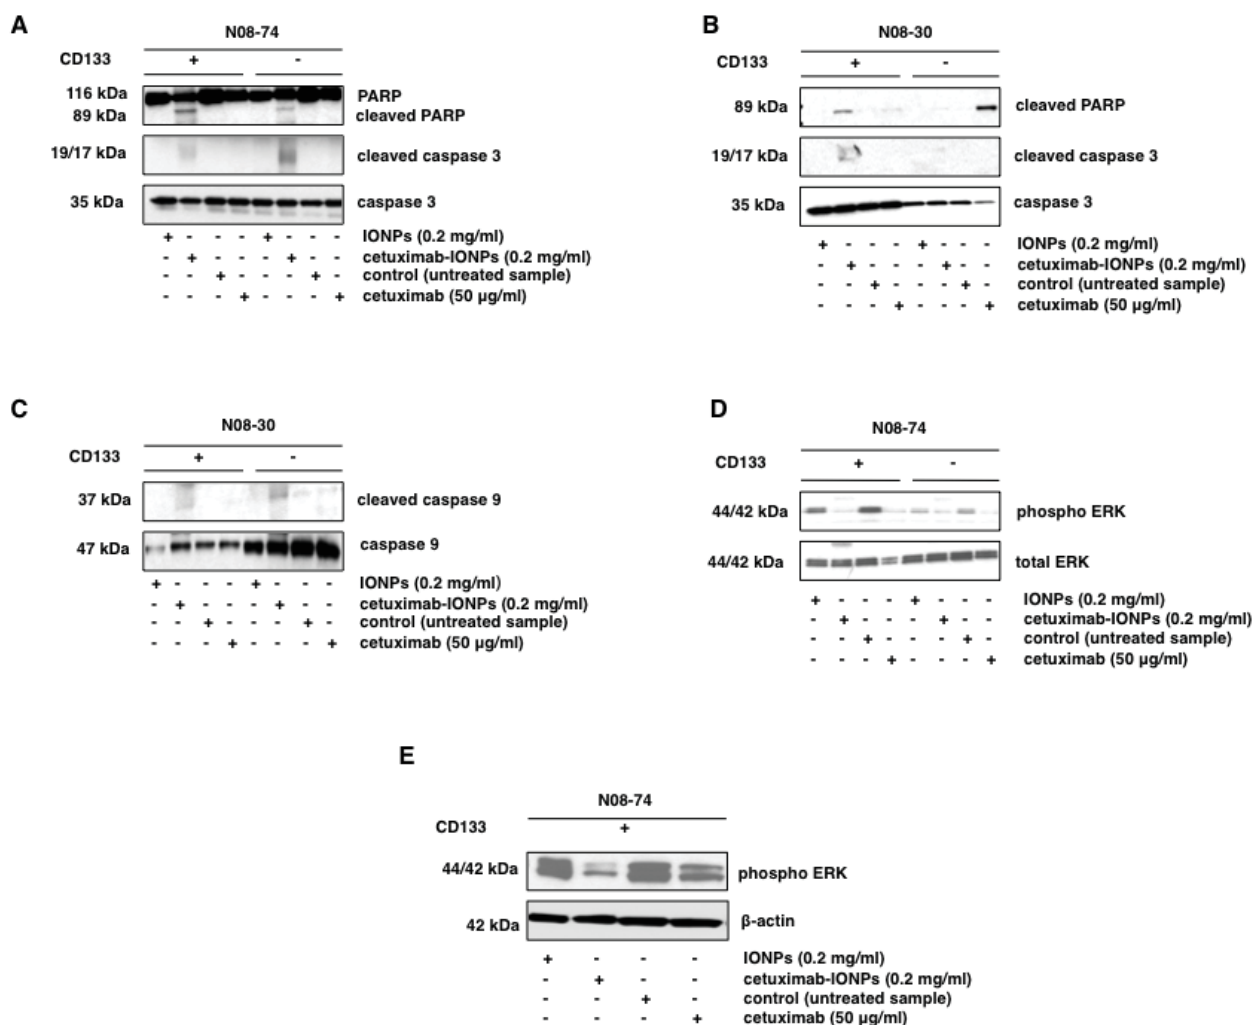 A
N08-74
CD133 + -
116 kDa PARP
89 kDa cleaved PARP
19/17 kDa cleaved caspase 3
35 kDa caspase 3
+ - - - + - - - IONPs (0.2 mg/ml)
- + - - - + - - cetuximab-IONPs (0.2 mg/ml)
- - + - - - + - control (untreated sample)
- - - + - - - + cetuximab (50 µg/ml)
B
N08-30
CD133 + -
89 kDa cleaved PARP
19/17 kDa cleaved caspase 3
35 kDa caspase 3
+ - - - + - - - IONPs (0.2 mg/ml)
- + - - - + - - cetuximab-IONPs (0.2 mg/ml)
- - + - - - + - control (untreated sample)
- - - + - - - + cetuximab (50 µg/ml)
C
N08-30
CD133 + -
37 kDa cleaved caspase 9
47 kDa caspase 9
+ - - - + - - - IONPs (0.2 mg/ml)
- + - - - + - - cetuximab-IONPs (0.2 mg/ml)
- - + - - - + - control (untreated sample)
- - - + - - - + cetuximab (50 µg/ml)
D
N08-74
CD133 + -
44/42 kDa phospho ERK
44/42 kDa total ERK
+ - - - + - - - IONPs (0.2 mg/ml)
- + - - - + - - cetuximab-IONPs (0.2 mg/ml)
- - + - - - + - control (untreated sample)
- - - + - - - + cetuximab (50 µg/ml)
E
N08-74
CD133 +
44/42 kDa phospho ERK
42 kDa β-actin
+ - - - IONPs (0.2 mg/ml)
- + - - cetuximab-IONPs (0.2 mg/ml)
- - + - control (untreated sample)
- - - + cetuximab (50 µg/ml)